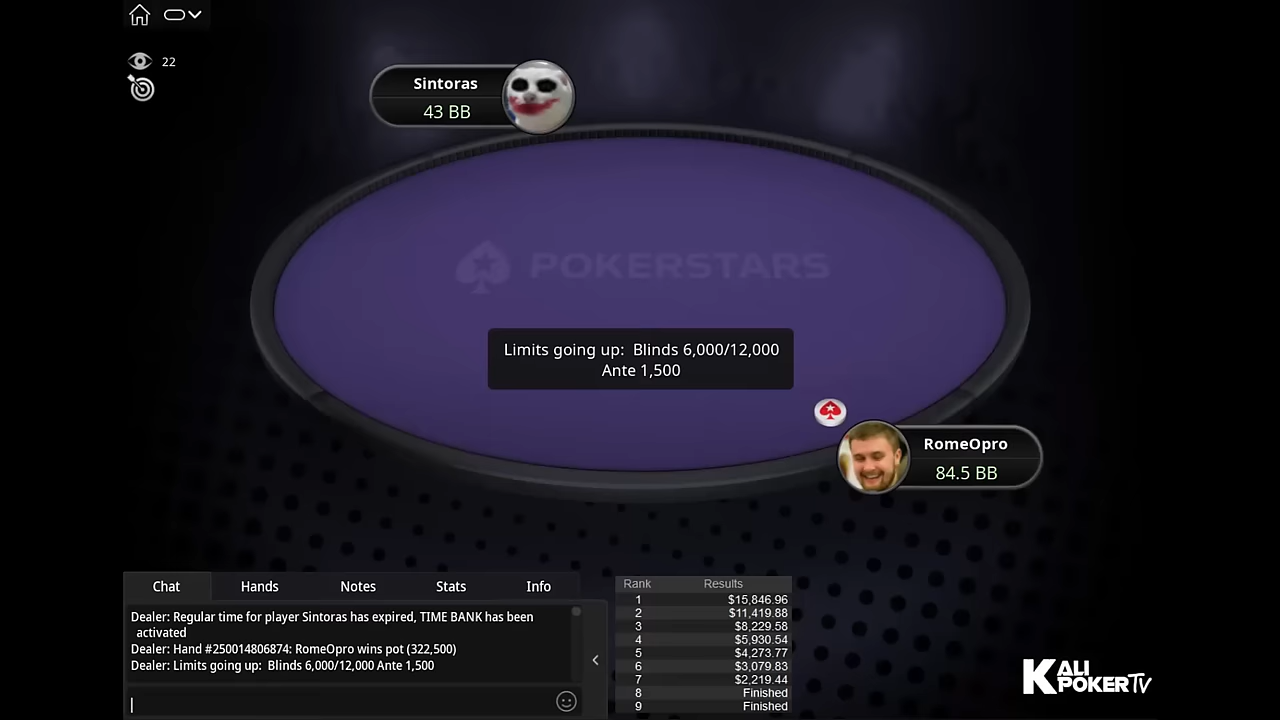 22
Sintoras
43 BB
POKERSTARS
Limits going up:  Blinds 6,000/12,000
Ante 1,500
RomeOpro
84.5 BB
Chat Hands Notes Stats Info
Dealer: Regular time for player Sintoras has expired, TIME BANK has been
activated
Dealer: Hand #250014806874: RomeOpro wins pot (322,500)
Dealer: Limits going up:  Blinds 6,000/12,000 Ante 1,500
Rank Results
1 $15,846.96
2 $11,419.88
3 $8,229.58
4 $5,930.54
5 $4,273.77
6 $3,079.83
7 $2,219.44
8 Finished
9 Finished
KALI
POKERTV